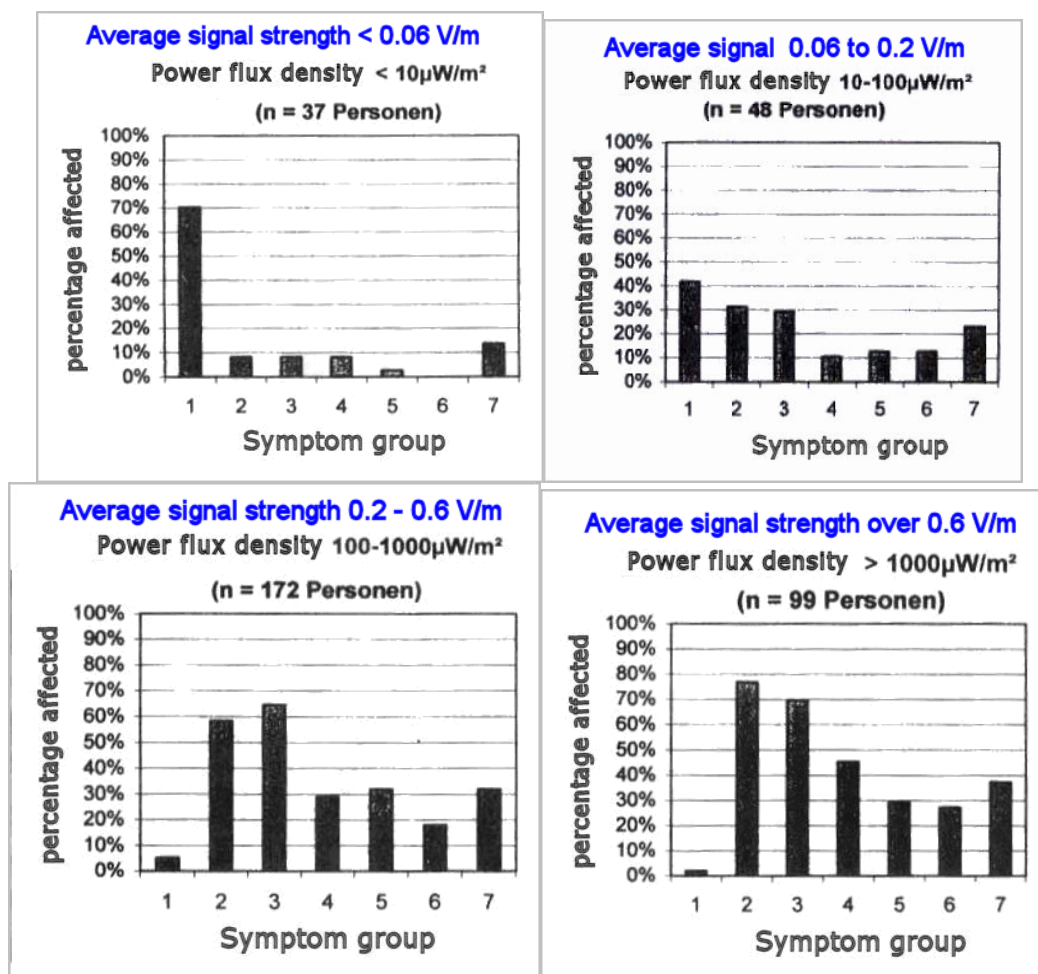 Average signal strength < 0.06 V/m
Power flux density < 10µW/m²
(n = 37 Personen)
percentage affected
100%
90%
80%
70%
60%
50%
40%
30%
20%
10%
0%
1 2 3 4 5 6 7
Symptom group
Average signal 0.06 to 0.2 V/m
Power flux density 10-100µW/m²
(n = 48 Personen)
percentage affected
100%
90%
80%
70%
60%
50%
40%
30%
20%
10%
0%
1 2 3 4 5 6 7
Symptom group
Average signal strength 0.2 - 0.6 V/m
Power flux density 100-1000µW/m²
(n = 172 Personen)
percentage affected
100%
90%
80%
70%
60%
50%
40%
30%
20%
10%
0%
1 2 3 4 5 6 7
Symptom group
Average signal strength over 0.6 V/m
Power flux density > 1000µW/m²
(n = 99 Personen)
percentage affected
100%
90%
80%
70%
60%
50%
40%
30%
20%
10%
0%
1 2 3 4 5 6 7
Symptom group